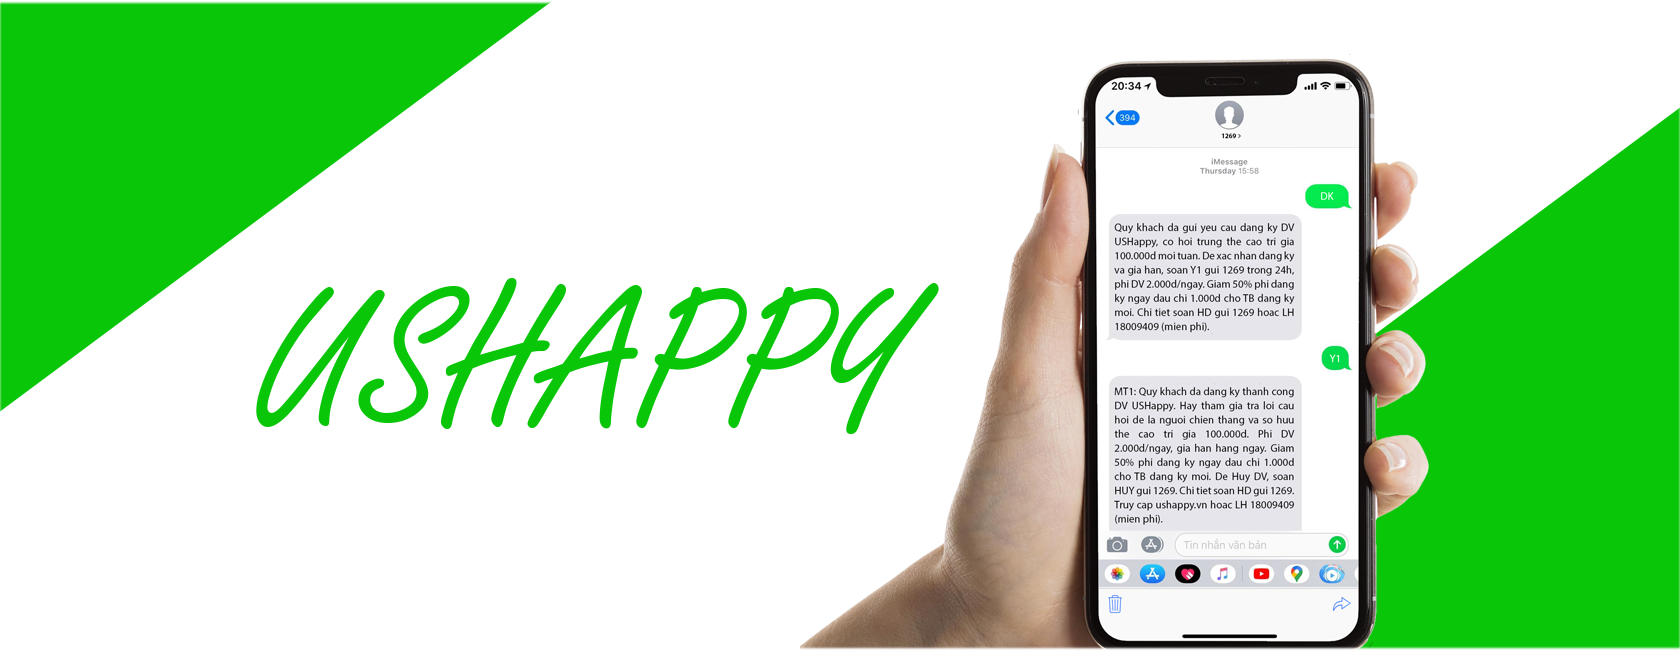 USHAPPY
20:34
394
1269 >
iMessage
Thursday 15:58
DK
Quy khach da gui yeu cau dang ky DV
USHappy, co hoi trung the cao tri gia
100.000d moi tuan. De xac nhan dang ky
va gia han, soan Y1 gui 1269 trong 24h,
phi DV 2.000d/ngay. Giam 50% phi dang
ky ngay dau chi 1.000d cho TB dang ky
moi. Chi tiet soan HD gui 1269 hoac LH
18009409 (mien phi).
Y1
MT1: Quy khach da dang ky thanh cong
DV USHappy. Hay tham gia tra loi cau
hoi de la nguoi chien thang va so huu
the cao tri gia 100.000d. Phi DV
2.000d/ngay, gia han hang ngay. Giam
50% phi dang ky ngay dau chi 1.000d
cho TB dang ky moi. De Huy DV, soan
HUY gui 1269. Chi tiet soan HD gui 1269.
Truy cap ushappy.vn hoac LH 18009409
(mien phi).
Tin nhắn văn bản